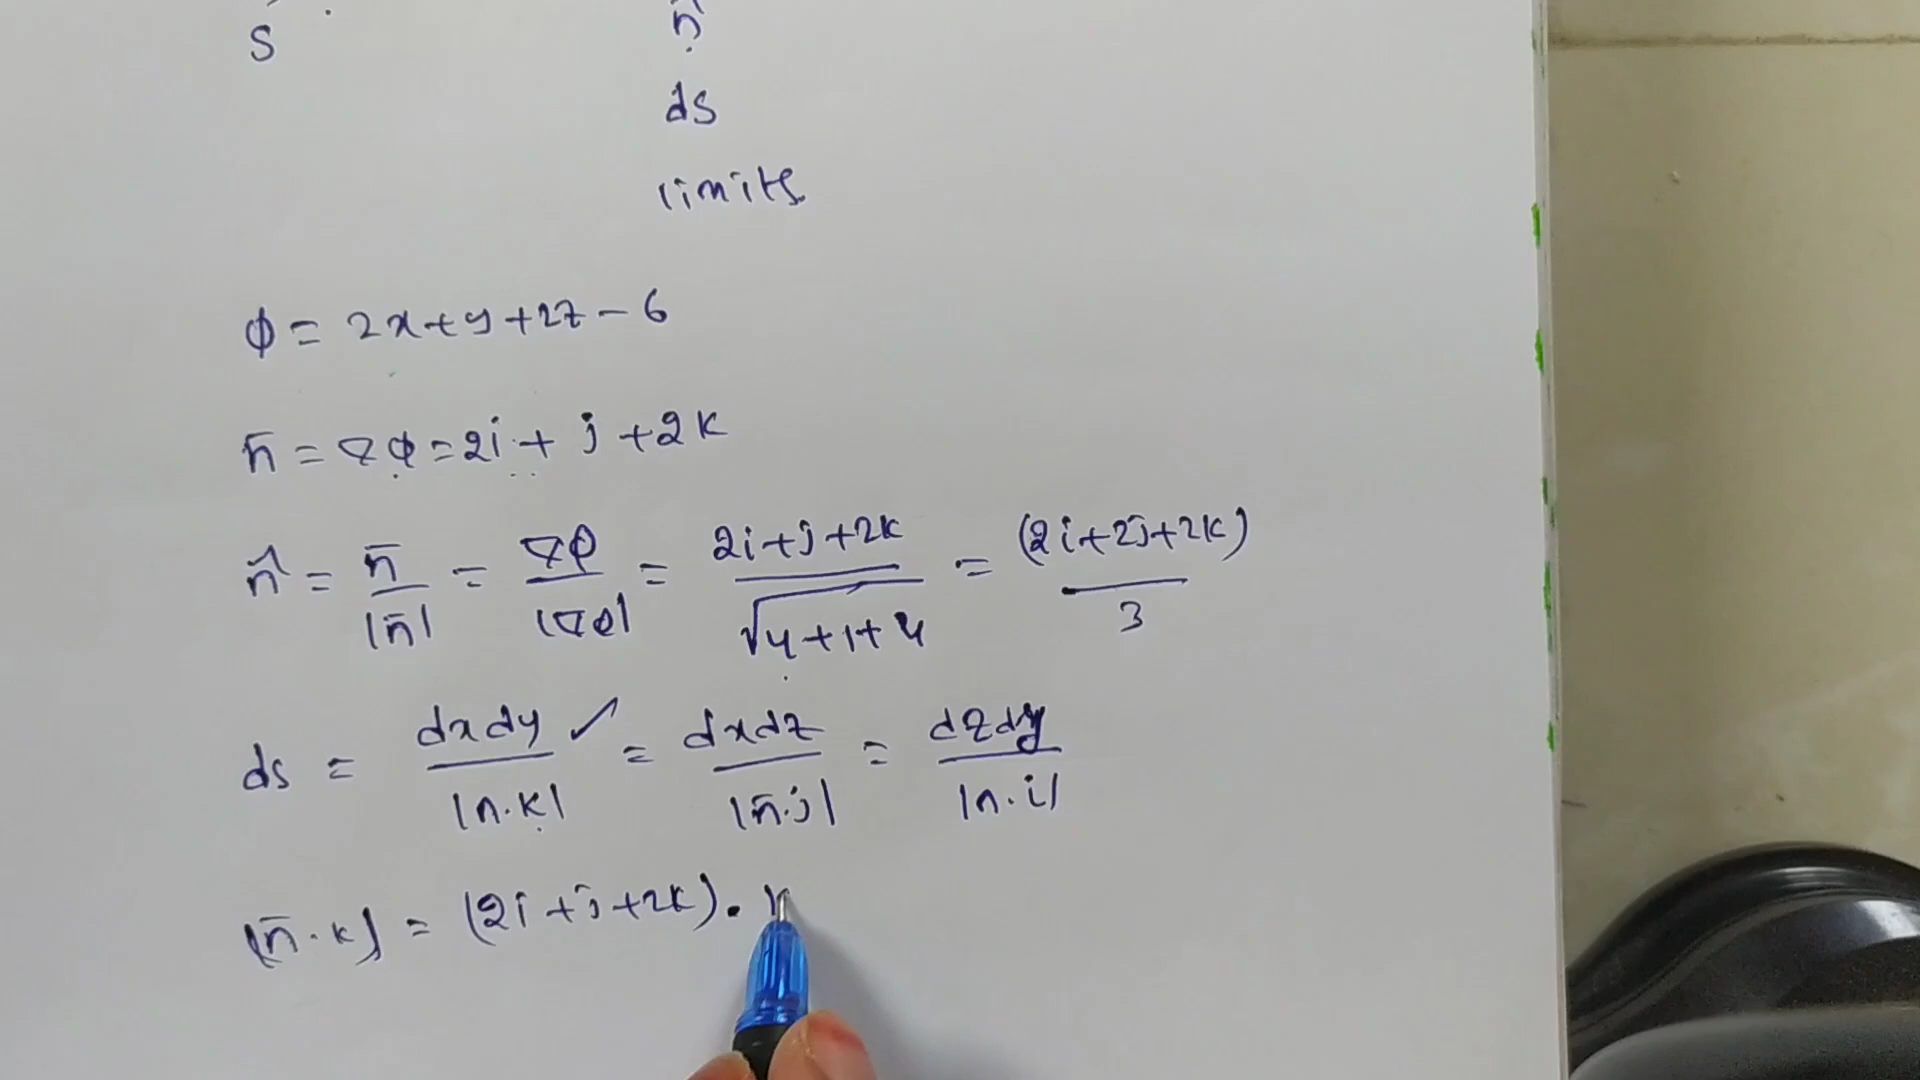 S n̂
ds
limits
φ = 2x+y+2z-6
n̄ = ∇φ = 2i + j + 2k
n̂ = n̄/|n̄| = ∇φ/|∇φ| = 2i+j+2k/√4+1+4 = (2i+2j+2k)/3
ds = dxdy/|n.k| ✓ = dxdz/|n̄.j| = dzdy/|n.i|
|n̄.k| = (2i+j+2k). k